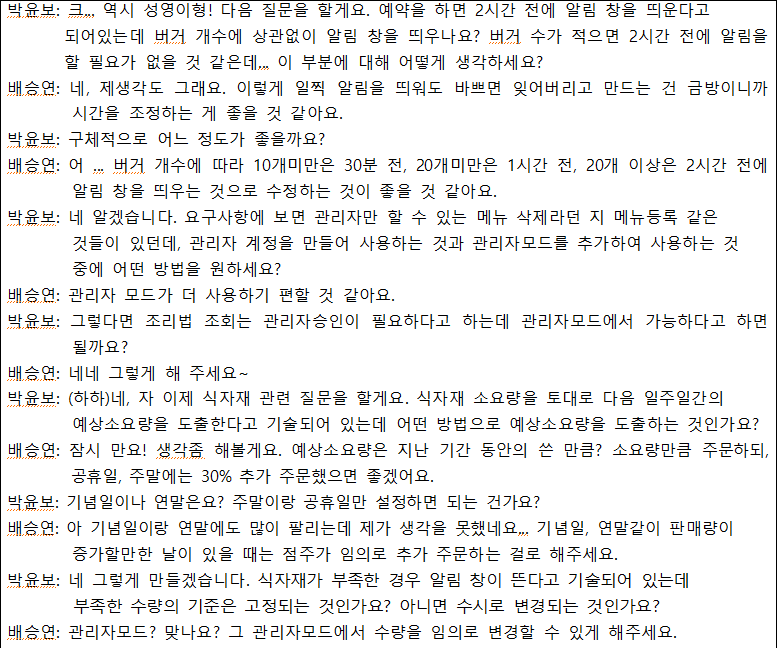 박윤보: 크... 역시 성영이형! 다음 질문을 할게요. 예약을 하면 2시간 전에 알림 창을 띄운다고
되어있는데 버거 개수에 상관없이 알림 창을 띄우나요? 버거 수가 적으면 2시간 전에 알림을
할 필요가 없을 것 같은데... 이 부분에 대해 어떻게 생각하세요?
배승연: 네, 제생각도 그래요. 이렇게 일찍 알림을 띄워도 바쁘면 잊어버리고 만드는 건 금방이니까
시간을 조정하는 게 좋을 것 같아요.
박윤보: 구체적으로 어느 정도가 좋을까요?
배승연: 어 ... 버거 개수에 따라 10개미만은 30분 전, 20개미만은 1시간 전, 20개 이상은 2시간 전에
알림 창을 띄우는 것으로 수정하는 것이 좋을 것 같아요.
박윤보: 네 알겠습니다. 요구사항에 보면 관리자만 할 수 있는 메뉴 삭제라던 지 메뉴등록 같은
것들이 있던데, 관리자 계정을 만들어 사용하는 것과 관리자모드를 추가하여 사용하는 것
중에 어떤 방법을 원하세요?
배승연: 관리자 모드가 더 사용하기 편할 것 같아요.
박윤보: 그렇다면 조리법 조회는 관리자승인이 필요하다고 하는데 관리자모드에서 가능하다고 하면
될까요?
배승연: 네네 그렇게 해 주세요~
박윤보: (하하)네, 자 이제 식자재 관련 질문을 할게요. 식자재 소요량을 토대로 다음 일주일간의
예상소요량을 도출한다고 기술되어 있는데 어떤 방법으로 예상소요량을 도출하는 것인가요?
배승연: 잠시 만요! 생각좀 해볼게요. 예상소요량은 지난 기간 동안의 쓴 만큼? 소요량만큼 주문하되,
공휴일, 주말에는 30% 추가 주문했으면 좋겠어요.
박윤보: 기념일이나 연말은요? 주말이랑 공휴일만 설정하면 되는 건가요?
배승연: 아 기념일이랑 연말에도 많이 팔리는데 제가 생각을 못했네요... 기념일, 연말같이 판매량이
증가할만한 날이 있을 때는 점주가 임의로 추가 주문하는 걸로 해주세요.
박윤보: 네 그렇게 만들겠습니다. 식자재가 부족한 경우 알림 창이 뜬다고 기술되어 있는데
부족한 수량의 기준은 고정되는 것인가요? 아니면 수시로 변경되는 것인가요?
배승연: 관리자모드? 맞나요? 그 관리자모드에서 수량을 임의로 변경할 수 있게 해주세요.